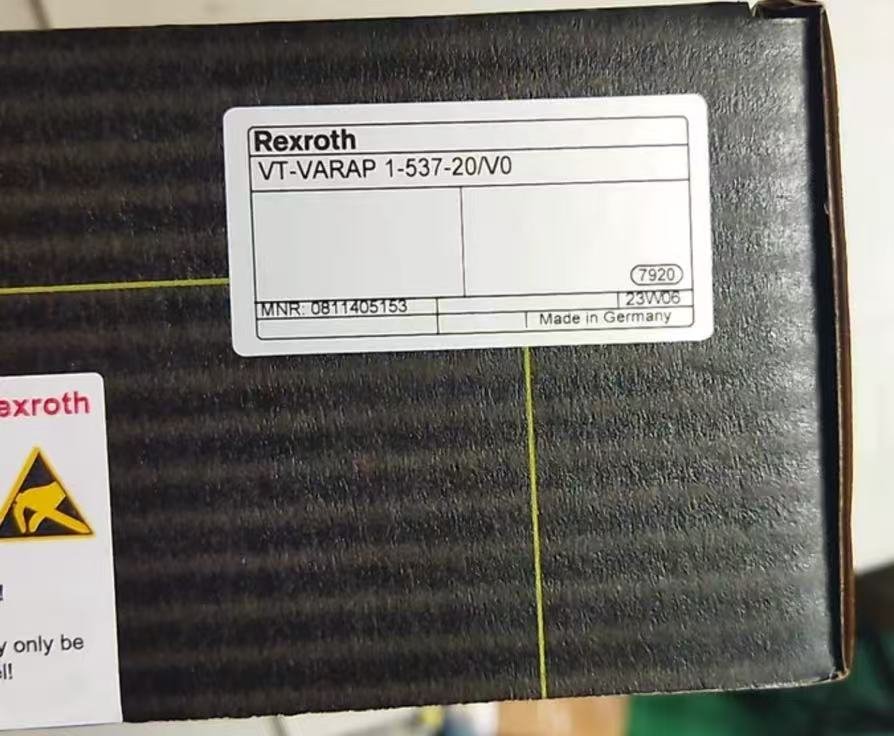 Rexroth
VT-VARAP 1-537-20/V0
7920
MNR: 0811405153
23W06
Made in Germany
exroth
!
y only be
l!